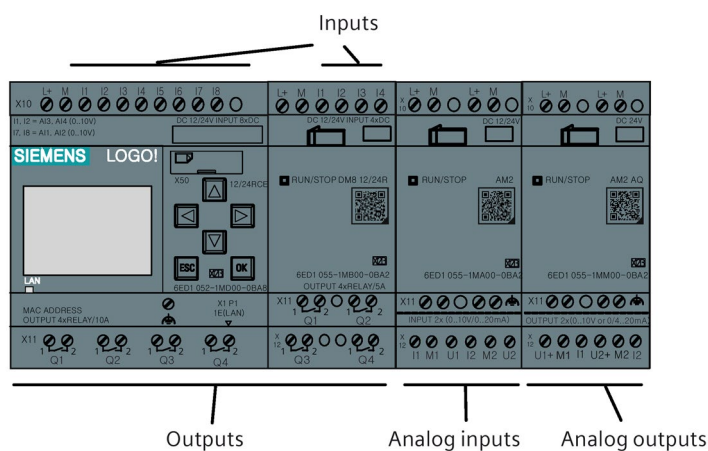 Inputs
L+ M I1 I2 I3 I4 I5 I6 I7 I8
X10
I1, I2 = AI3, AI4 (0..10V)
I7, I8 = AI1, AI2 (0..10V)
DC 12/24V INPUT 8xDC
SIEMENS LOGO!
X50
12/24RCE
ESC
OK
6ED1 052-1MD00-0BA8
LAN
MAC ADDRESS
OUTPUT 4xRELAY/10A
X1 P1
1E(LAN)
X11 1 2 1 2 1 2 1 2
Q1 Q2 Q3 Q4
L+ M I1 I2 I3 I4
X10
DC 12/24V INPUT 4xDC
RUN/STOP DM8 12/24R
6ED1 055-1MB00-0BA2
OUTPUT 4xRELAY/5A
X11 1 2 1 2
Q1 Q2
X12 1 2 1 2
Q3 Q4
L+ M L+ M
X10
DC 12/24V
RUN/STOP AM2
6ED1 055-1MA00-0BA2
X11
INPUT 2x (0..10V/0..20mA)
X12
I1 M1 U1 I2 M2 U2
L+ M L+ M
X10
DC 24V
RUN/STOP AM2 AQ
6ED1 055-1MM00-0BA2
X11
OUTPUT 2x(0..10V or 0/4..20mA)
X12
U1+ M1 I1 U2+ M2 I2
Outputs
Analog inputs
Analog outputs